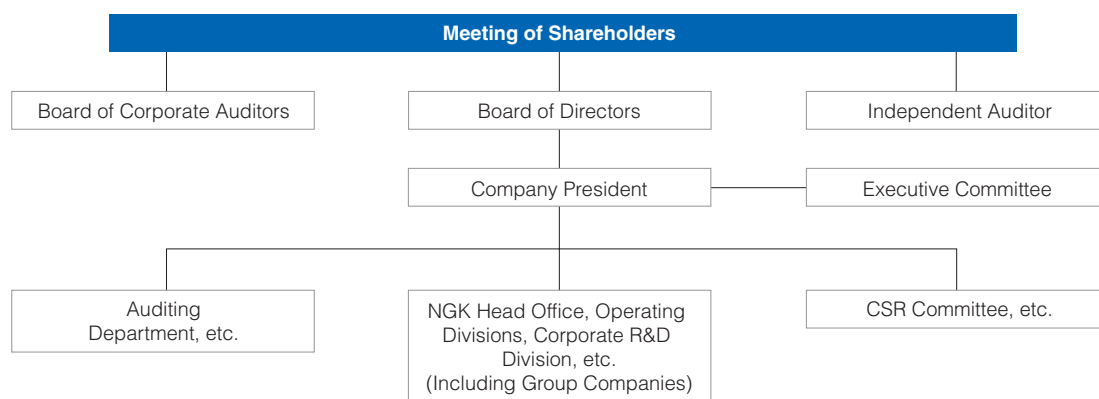 Meeting of Shareholders
Board of Corporate Auditors
Board of Directors
Independent Auditor
Company President
Executive Committee
Auditing
Department, etc.
NGK Head Office, Operating
Divisions, Corporate R&D
Division, etc.
(Including Group Companies)
CSR Committee, etc.